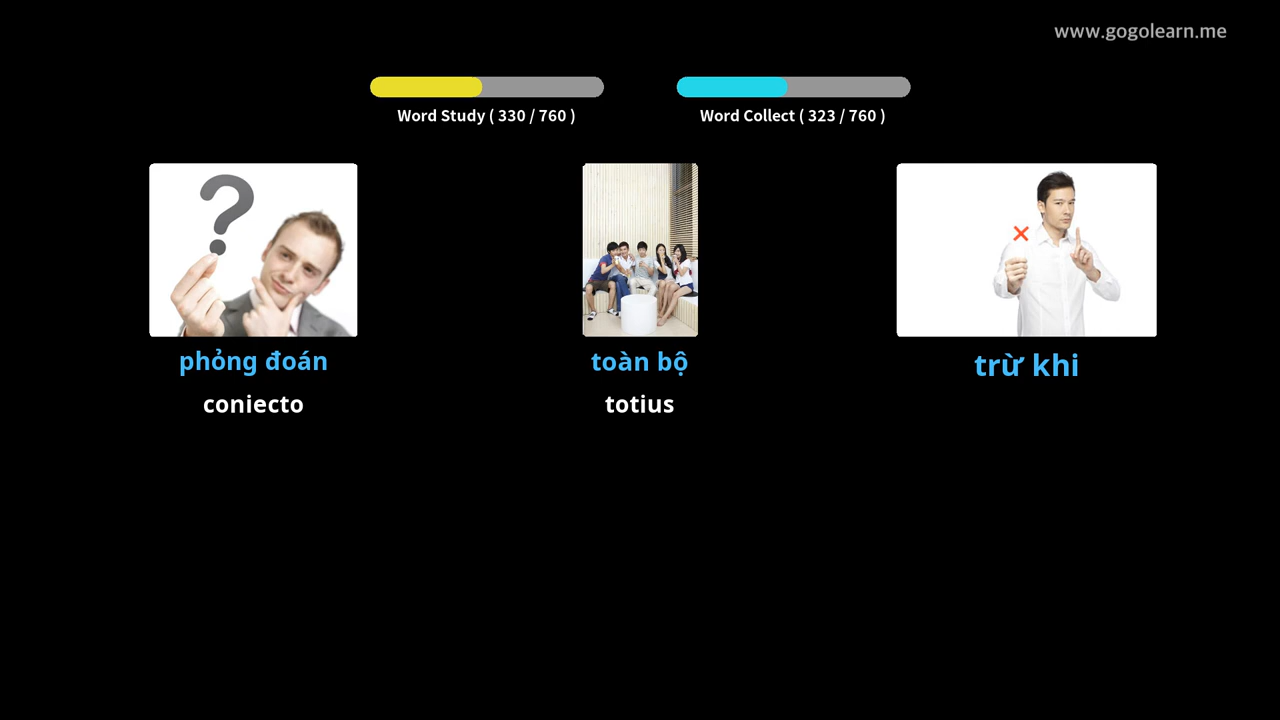 www.gogolearn.me
Word Study ( 330 / 760 )
Word Collect ( 323 / 760 )
phỏng đoán
toàn bộ
trừ khi
coniecto
totius